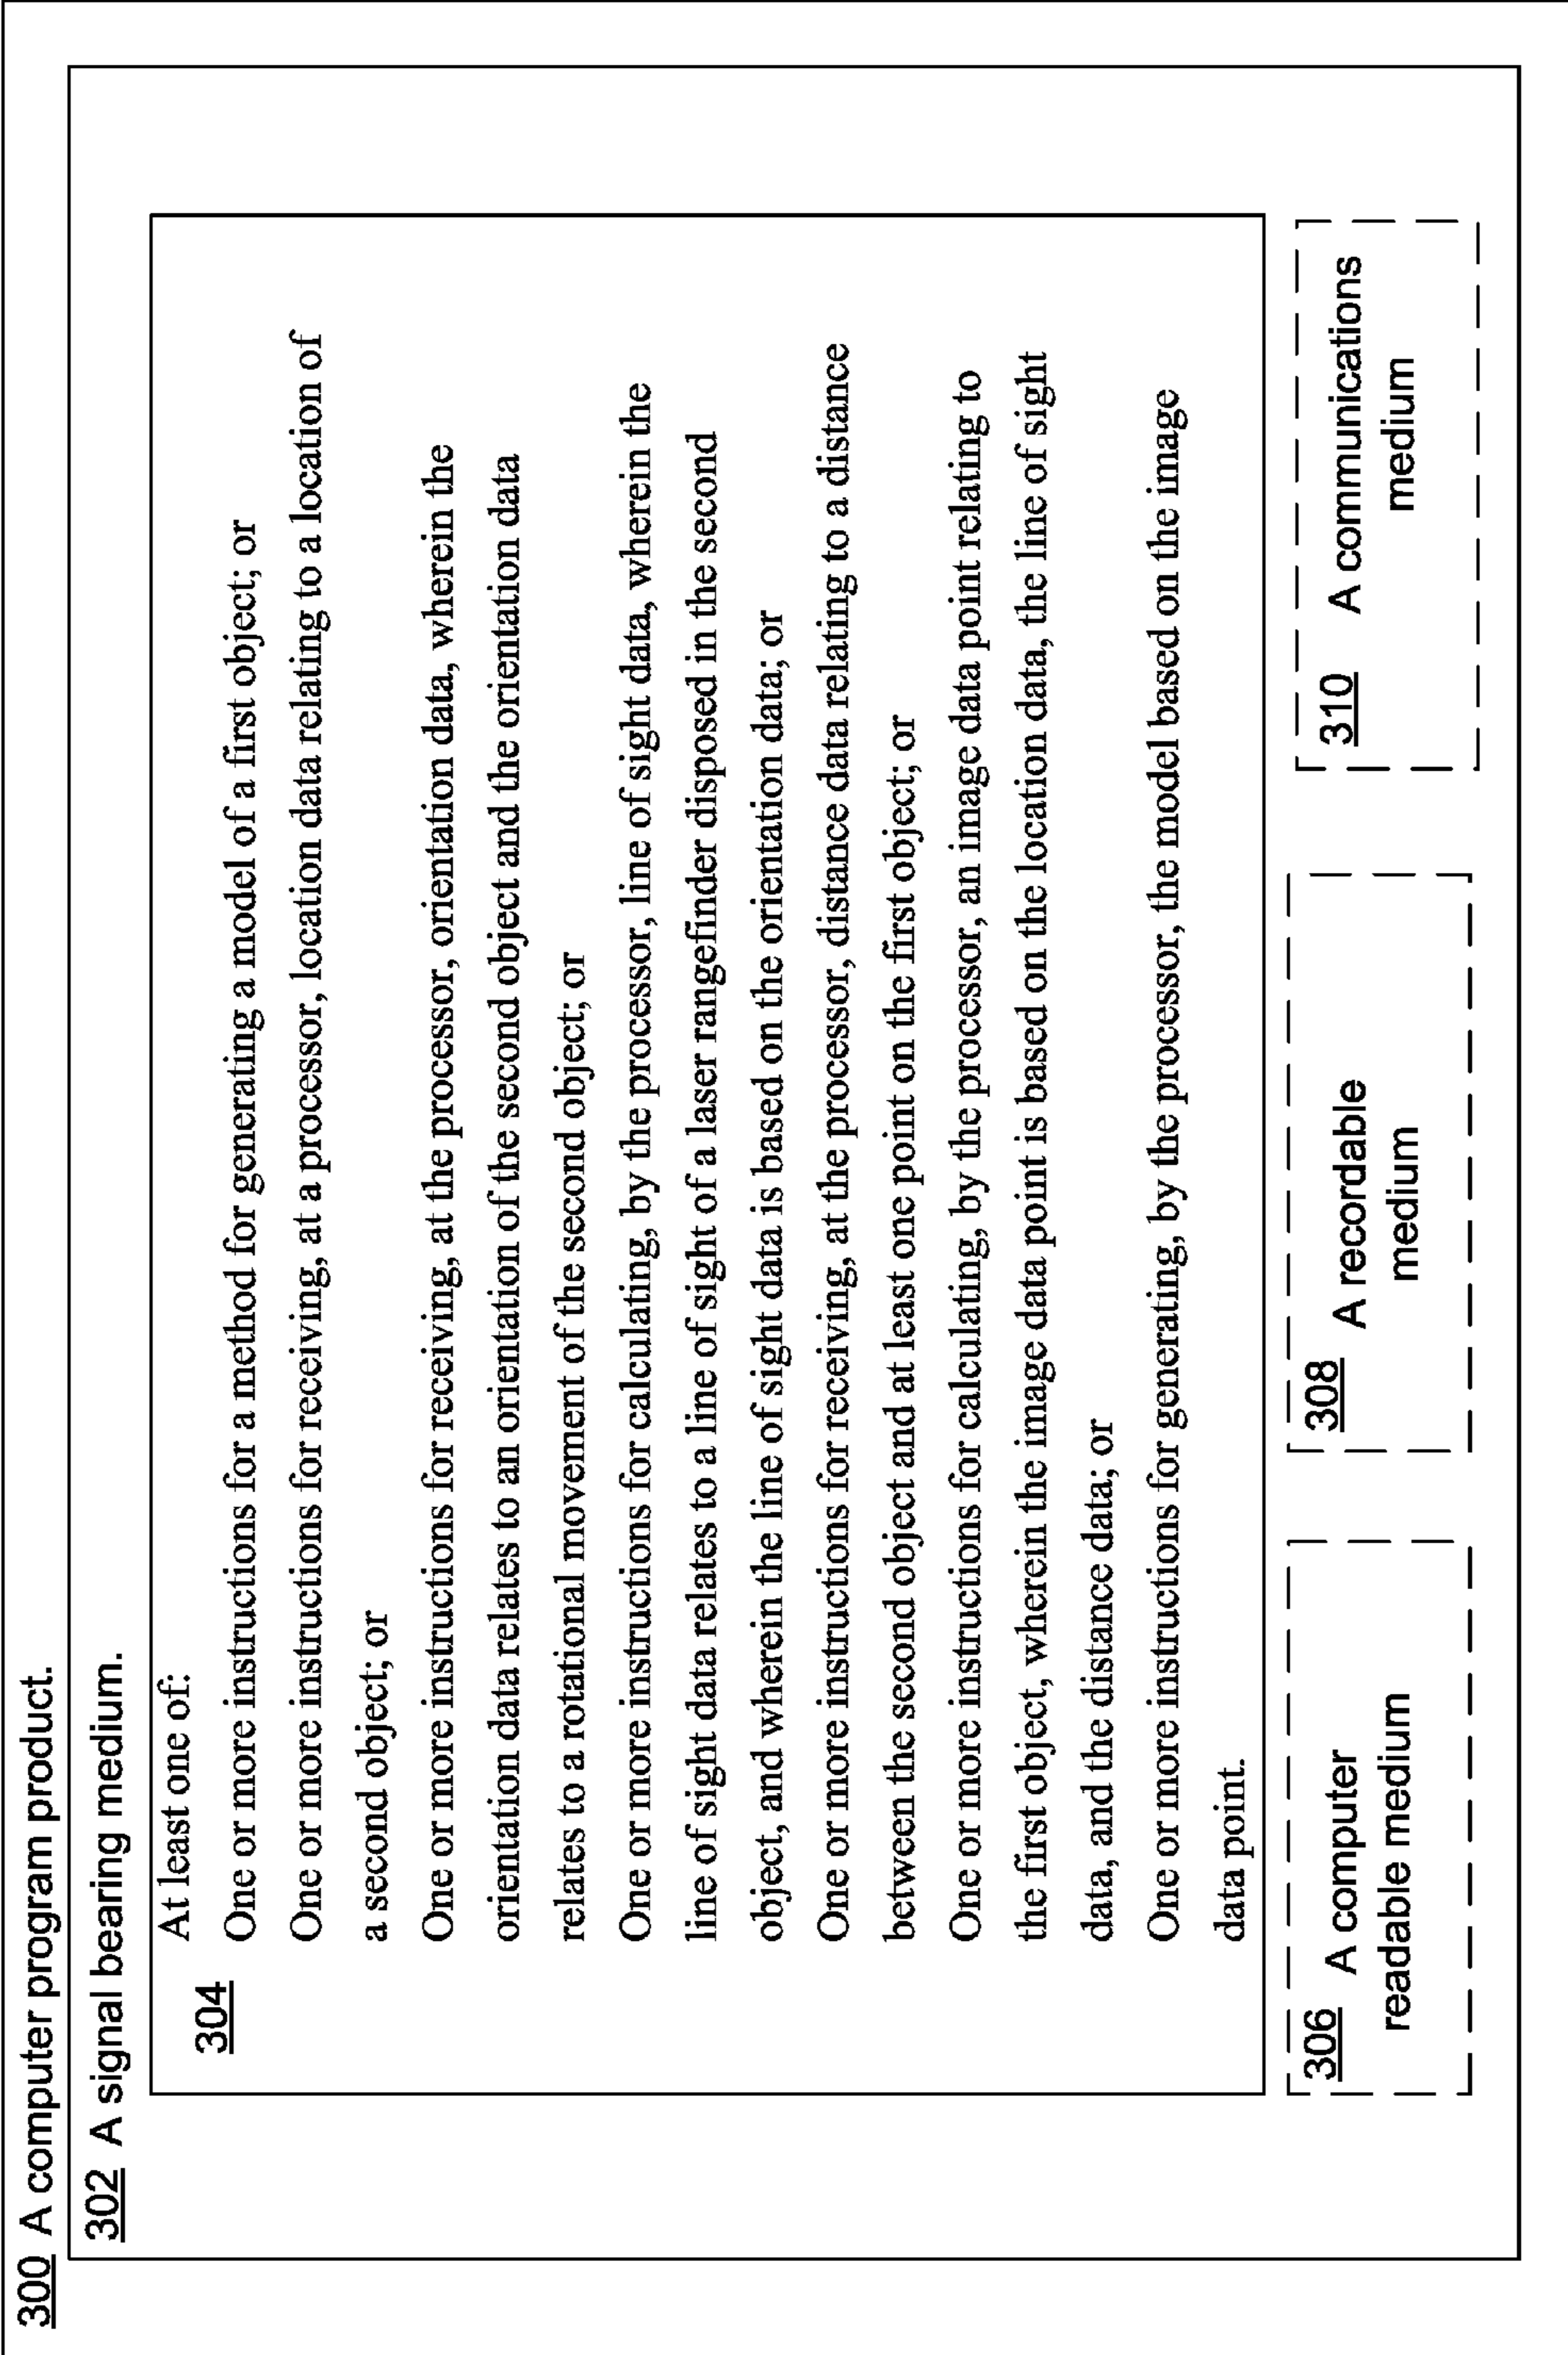 300 A computer program product.
302 A signal bearing medium.
304
At least one of:
One or more instructions for a method for generating a model of a first object; or
One or more instructions for receiving, at a processor, location data relating to a location of
a second object; or
One or more instructions for receiving, at the processor, orientation data, wherein the
orientation data relates to an orientation of the second object and the orientation data
relates to a rotational movement of the second object; or
One or more instructions for calculating, by the processor, line of sight data, wherein the
line of sight data relates to a line of sight of a laser rangefinder disposed in the second
object, and wherein the line of sight data is based on the orientation data; or
One or more instructions for receiving, at the processor, distance data relating to a distance
between the second object and at least one point on the first object; or
One or more instructions for calculating, by the processor, an image data point relating to
the first object, wherein the image data point is based on the location data, the line of sight
data, and the distance data; or
One or more instructions for generating, by the processor, the model based on the image
data point.
306 A computer
readable medium
308 A recordable
medium
310 A communications
medium